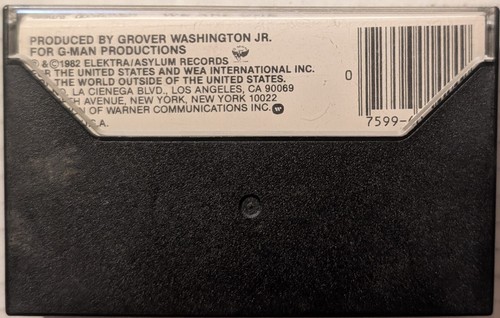 PRODUCED BY GROVER WASHINGTON JR.
FOR G-MAN PRODUCTIONS
℗ & ©1982 ELEKTRA/ASYLUM RECORDS
THE UNITED STATES AND WEA INTERNATIONAL INC.
THE WORLD OUTSIDE OF THE UNITED STATES.
LA CIENEGA BLVD., LOS ANGELES, CA 90069
AVENUE, NEW YORK, NEW YORK 10022
OF WARNER COMMUNICATIONS INC.
0
7599-